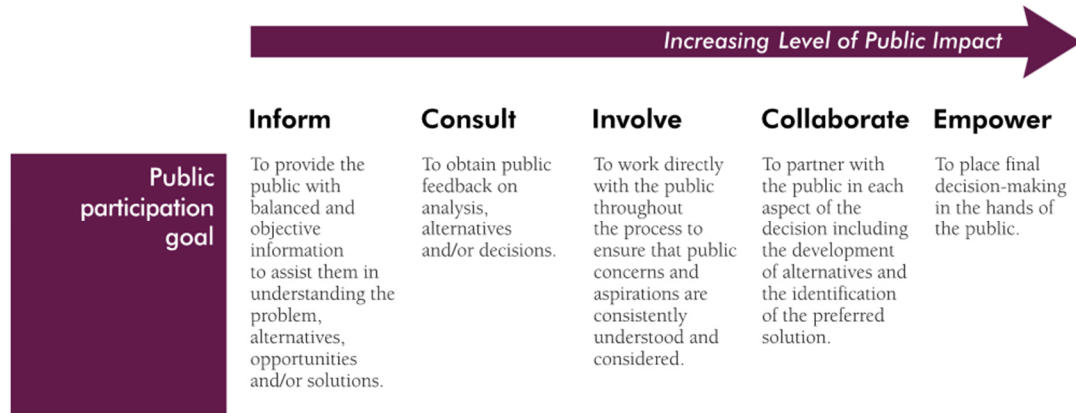 Increasing Level of Public Impact
Inform
Consult
Involve
Collaborate
Empower
Public
participation
goal
To provide the
public with
balanced and
objective
information
to assist them in
understanding the
problem,
alternatives,
opportunities
and/or solutions.
To obtain public
feedback on
analysis,
alternatives
and/or decisions.
To work directly
with the public
throughout
the process to
ensure that public
concerns and
aspirations are
consistently
understood and
considered.
To partner with
the public in each
aspect of the
decision including
the development
of alternatives and
the identification
of the preferred
solution.
To place final
decision-making
in the hands of
the public.